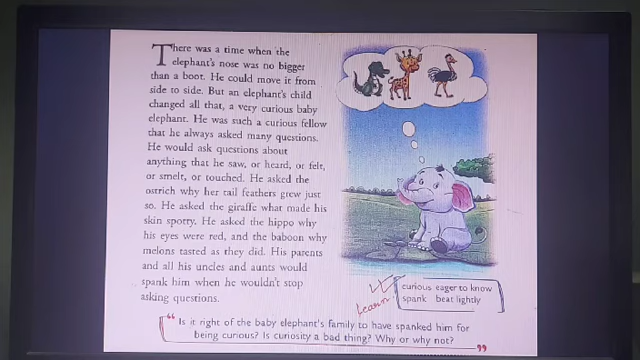 There was a time when the
elephant's nose was no bigger
than a boot. He could move it from
side to side. But an elephant's child
changed all that, a very curious baby
elephant. He was such a curious fellow
that he always asked many questions.
He would ask questions about
anything that he saw, or heard, or felt,
or smelt, or touched. He asked the
ostrich why her tail feathers grew just
so. He asked the giraffe what made his
skin spotty. He asked the hippo why
his eyes were red, and the baboon why
melons tasted as they did. His parents
and all his uncles and aunts would
spank him when he wouldn't stop
asking questions.
learn
curious eager to know
spank beat lightly
"Is it right of the baby elephant's family to have spanked him for
being curious? Is curiosity a bad thing? Why or why not?"